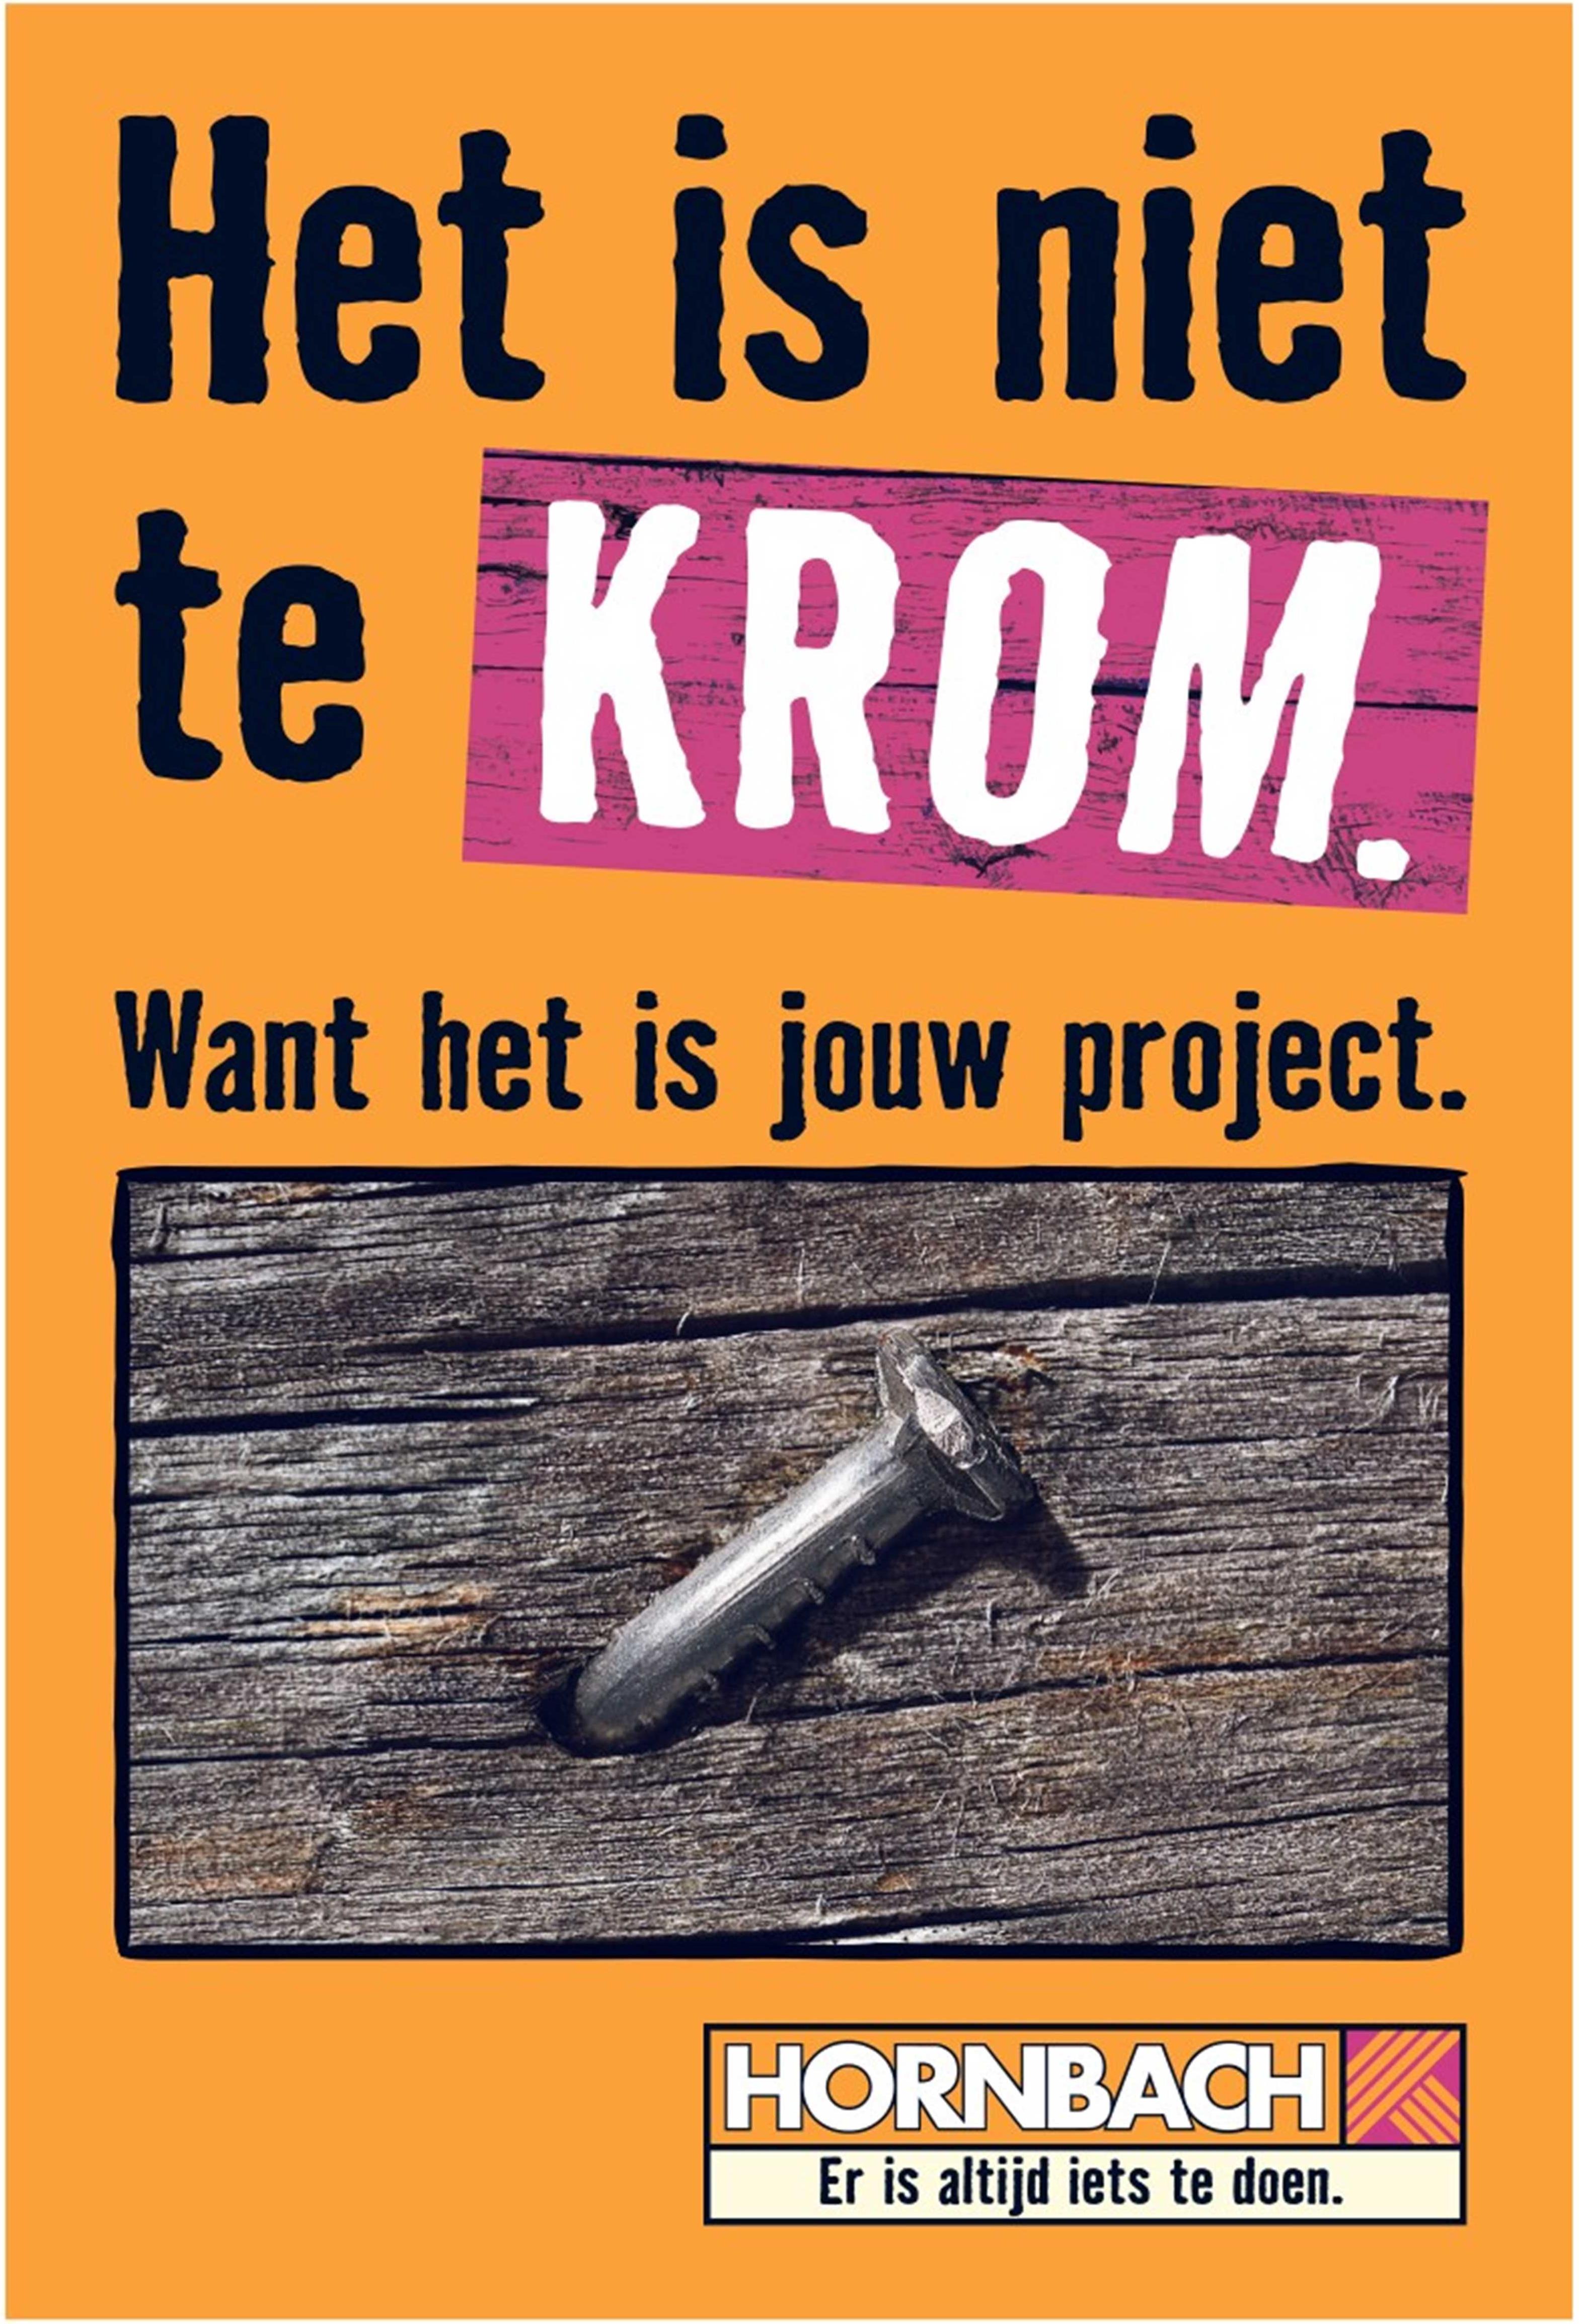 Het is niet
te KROM.
Want het is jouw project.
HORNBACH
Er is altijd iets te doen.